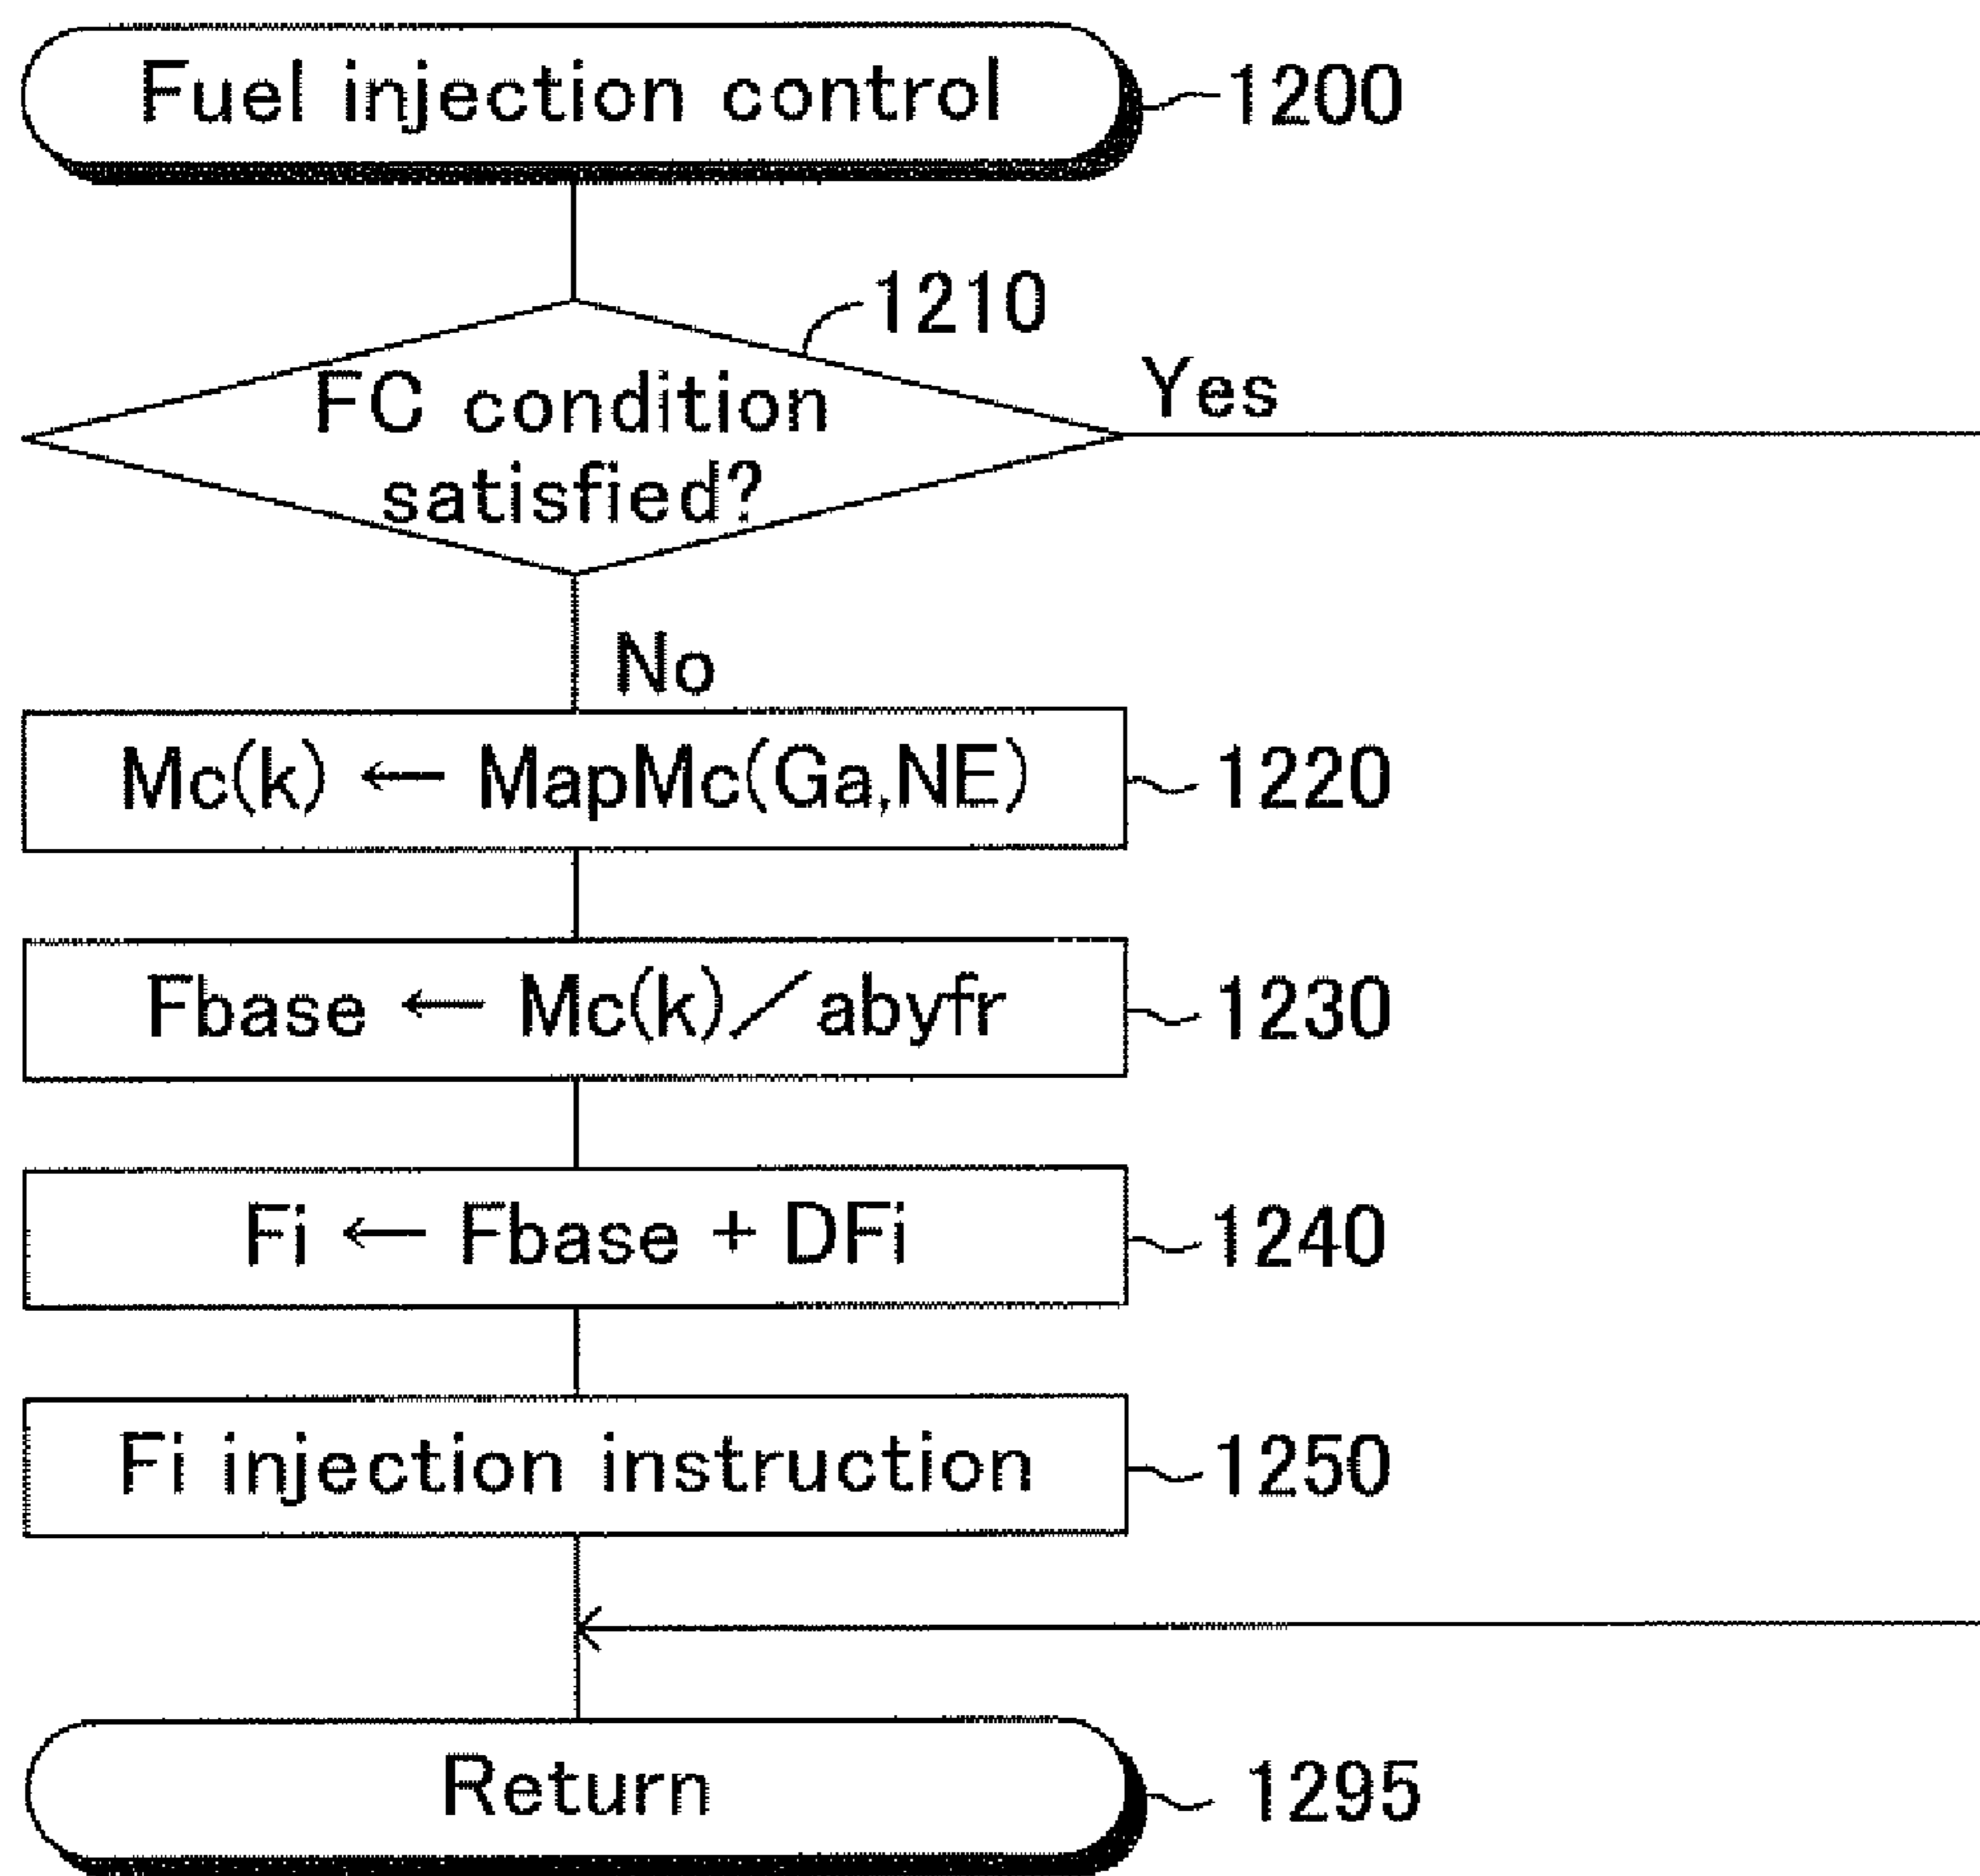 Fuel injection control
1200
1210
FC condition
satisfied?
Yes
No
Mc(k) ← MapMc(Ga,NE)
1220
Fbase ← Mc(k)／abyfr
1230
Fi ← Fbase + DFi
1240
Fi injection instruction
1250
Return
1295